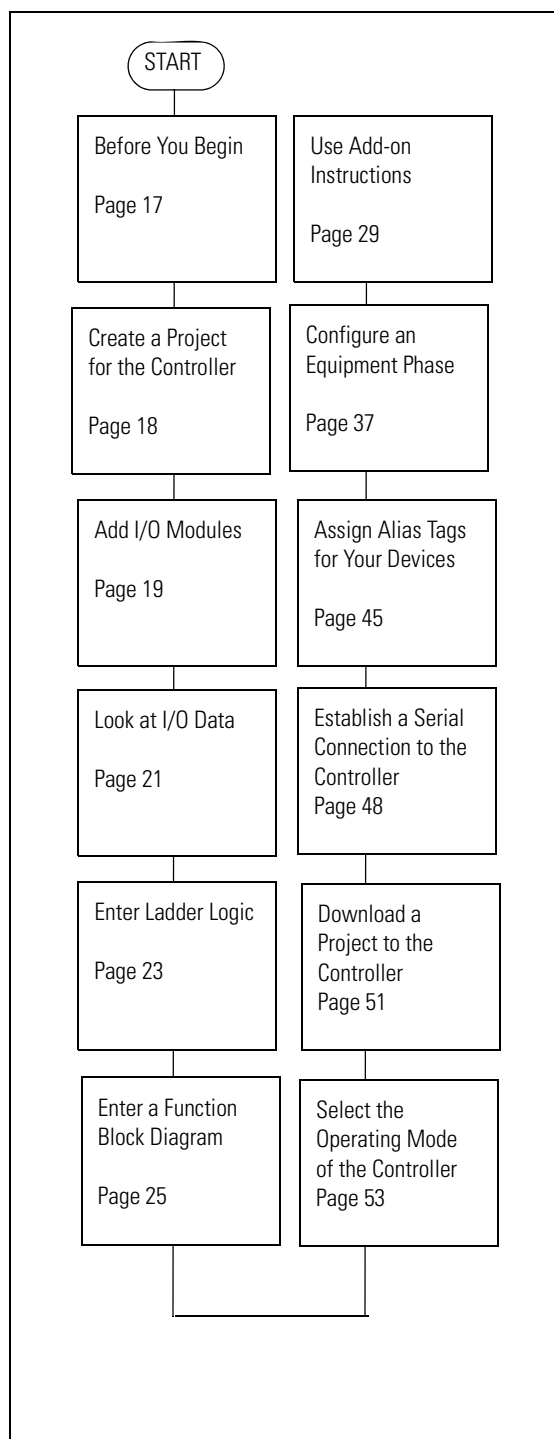 START
Before You Begin
Page 17
Create a Project
for the Controller
Page 18
Add I/O Modules
Page 19
Look at I/O Data
Page 21
Enter Ladder Logic
Page 23
Enter a Function
Block Diagram
Page 25
Use Add-on
Instructions
Page 29
Configure an
Equipment Phase
Page 37
Assign Alias Tags
for Your Devices
Page 45
Establish a Serial
Connection to the
Controller
Page 48
Download a
Project to the
Controller
Page 51
Select the
Operating Mode
of the Controller
Page 53